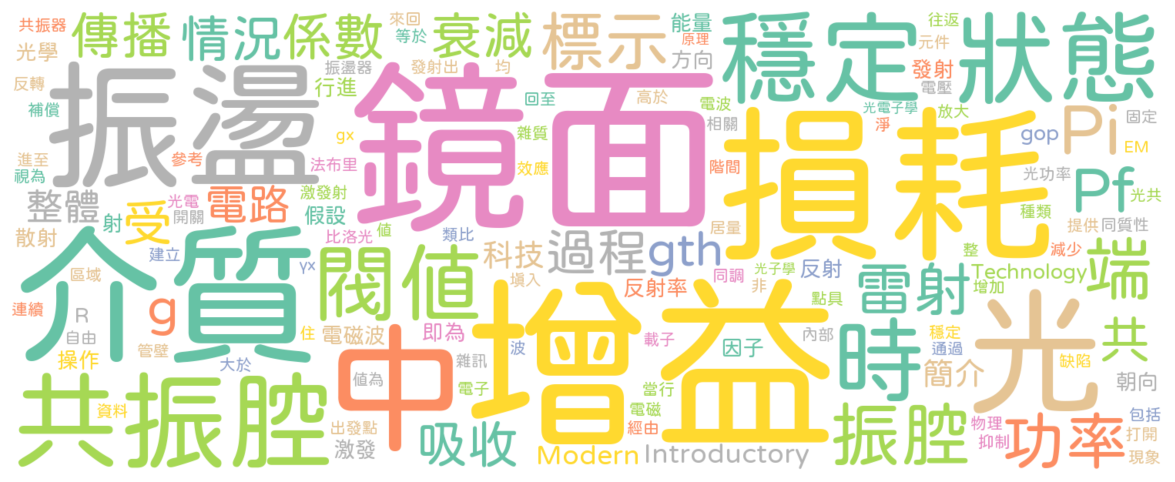 共振器 傳播 情況 係數 來回 等於 衰減 標示 能量 原理 方向 穩定 狀態 往返 元件
光學 反轉 振盪器 發射出 均 行進 發射 電壓
補償 振盪 鏡面 回至 高於 電波 相關 光電子學 淨 放大 gop Pi 固定 EM
進至 視為 參考 gx 法布里 雜質 效應 階間 損耗 光功率 Pf 光共
整體 光電 開關 激發射 假設 值 種類 提供 同質性
散射 射 受 電路 比洛光 類比 居量 整 減少
介質 建立 γx 閥值 科技 過程 gth 同調 光子學 反射 雷射 Technology 增加 端
區域 填入 反射率 非 點具
連續 R g 自由 住 電磁波 即為 增益 載子 因子 內部 時 穩定 通過 光 共
操作 管壁 大於 中 值為 雜訊 波 電子 當行 簡介 缺陷 朝向
共振腔 資料 出發點 激發 吸收 電磁 經由 振腔 物理 抑制 功率 包括 打開 現象
Modern Introductory